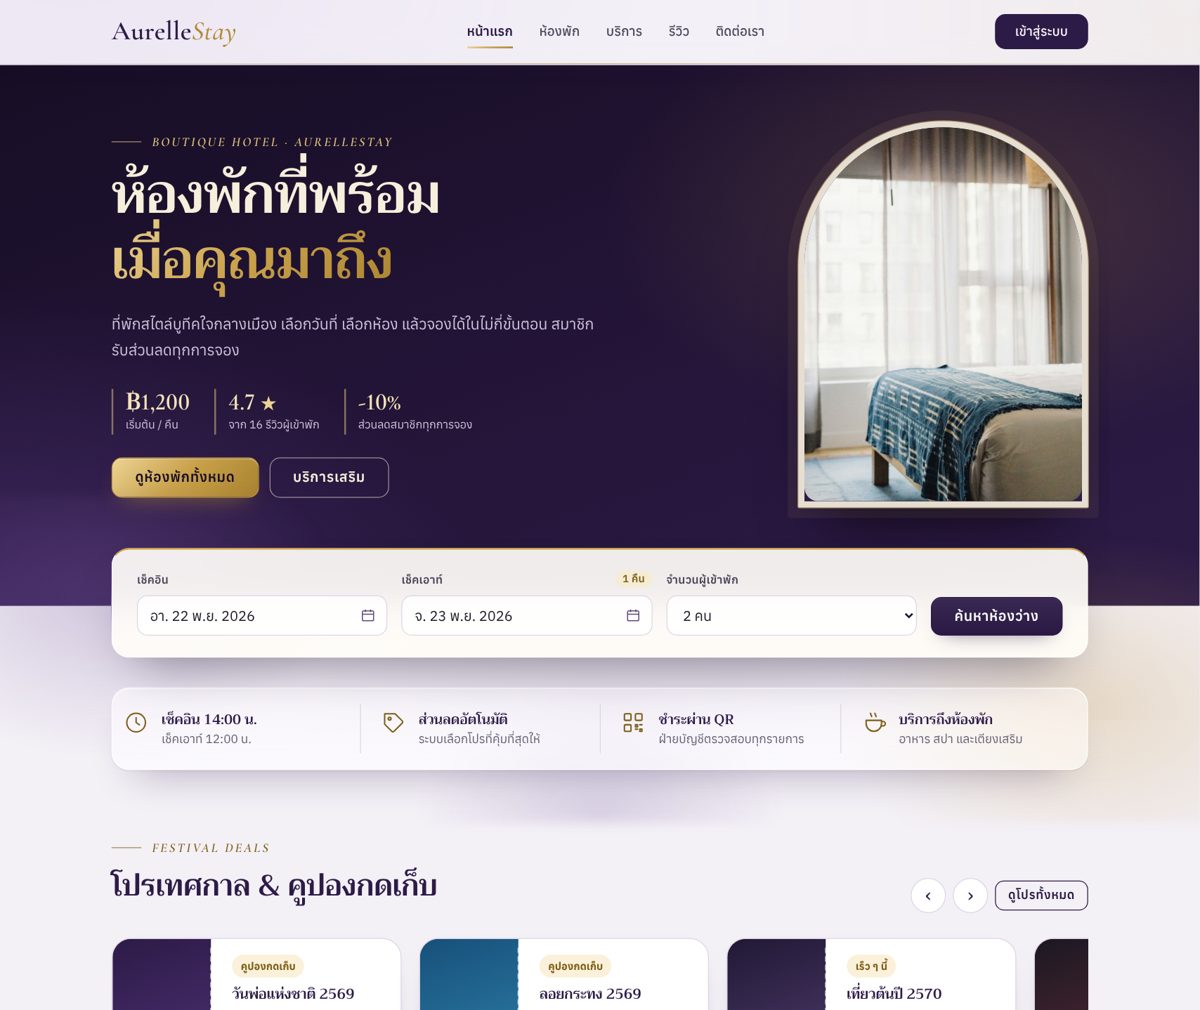 AurelleStay
หน้าแรก ห้องพัก บริการ รีวิว ติดต่อเรา
เข้าสู่ระบบ
BOUTIQUE HOTEL · AURELLESTAY
ห้องพักที่พร้อม
เมื่อคุณมาถึง
ที่พักสไตล์บูทีคใจกลางเมือง เลือกวันที่ เลือกห้อง แล้วจองได้ในไม่กี่ขั้นตอน สมาชิก
รับส่วนลดทุกการจอง
฿1,200 4.7 ★ -10%
เริ่มต้น / คืน จาก 16 รีวิวผู้เข้าพัก ส่วนลดสมาชิกทุกการจอง
ดูห้องพักทั้งหมด บริการเสริม
เช็คอิน เช็คเอาท์ 1 คืน จำนวนผู้เข้าพัก
อา. 22 พ.ย. 2026 จ. 23 พ.ย. 2026 2 คน ค้นหาห้องว่าง
เช็คอิน 14:00 น. ส่วนลดอัตโนมัติ ชำระผ่าน QR บริการถึงห้องพัก
เช็คเอาท์ 12:00 น. ระบบเลือกโปรที่คุ้มที่สุดให้ ฝ่ายบัญชีตรวจสอบทุกรายการ อาหาร สปา และเตียงเสริม
FESTIVAL DEALS
โปรเทศกาล & คูปองกดเก็บ
‹ › ดูโปรทั้งหมด
คูปองกดเก็บ คูปองกดเก็บ เร็ว ๆ นี้
วันพ่อแห่งชาติ 2569 ลอยกระทง 2569 เที่ยวต้นปี 2570